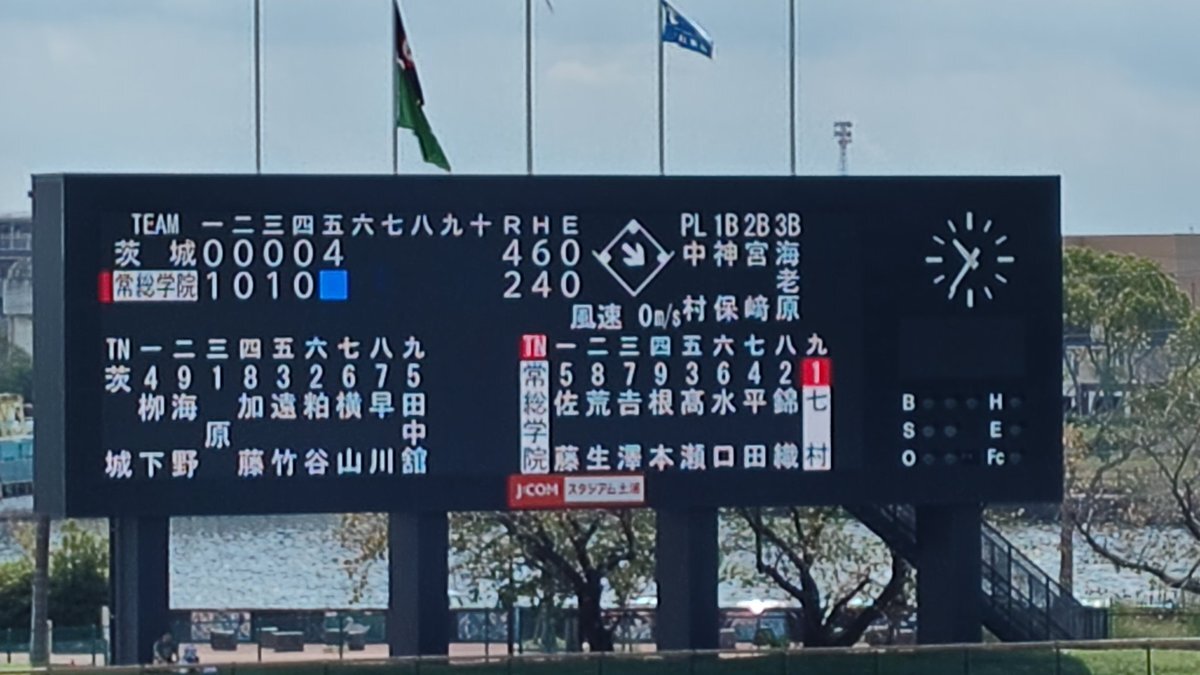 TEAM 一 二 三 四 五 六 七 八 九 十 R H E
茨城 0 0 0 0 4 4 6 0
常総学院 1 0 1 0 2 4 0
PL 1B 2B 3B
中村 神保 宮﨑 海老原
風速 0m/s
TN 一 二 三 四 五 六 七 八 九
茨城 4 9 1 8 3 2 6 7 5
柳下 海野 原 加藤 遠竹 粕谷 横山 早川 田中舘
TN 一 二 三 四 五 六 七 八 九
常総学院 5 8 7 9 3 6 4 2 1
佐藤 荒生 吉澤 根本 髙瀬 水口 平田 錦織 七村
B H
S E
O Fc
J:COM スタジアム土浦